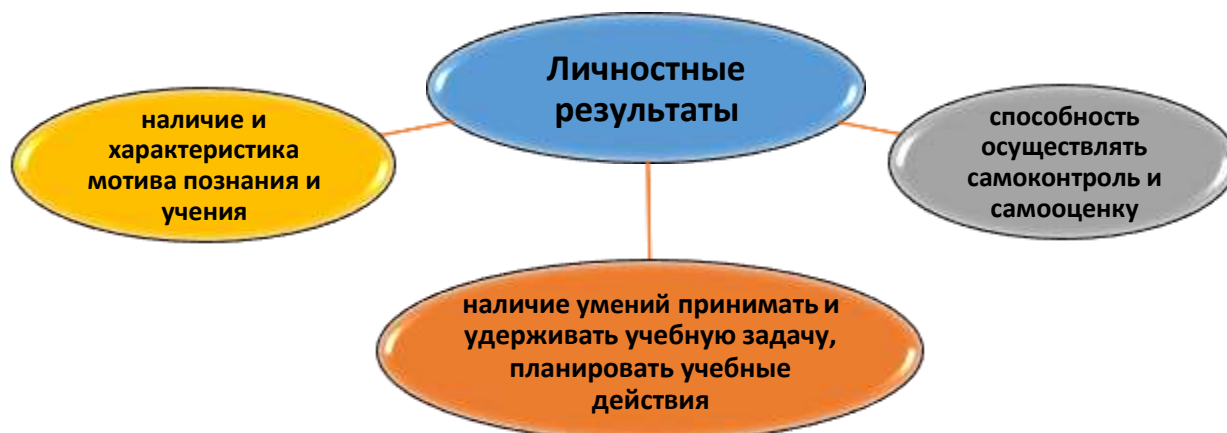 Личностные
результаты
наличие и
характеристика
мотива познания и
учения
способность
осуществлять
самоконтроль и
самооценку
наличие умений принимать и
удерживать учебную задачу,
планировать учебные
действия